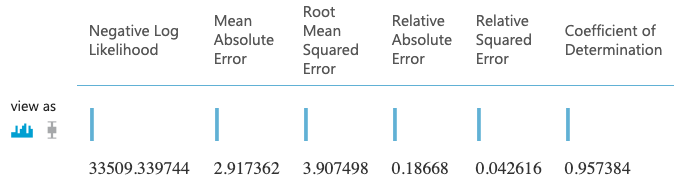 Negative Log Likelihood
Mean Absolute Error
Root Mean Squared Error
Relative Absolute Error
Relative Squared Error
Coefficient of Determination
view as
33509.339744 2.917362 3.907498 0.18668 0.042616 0.957384